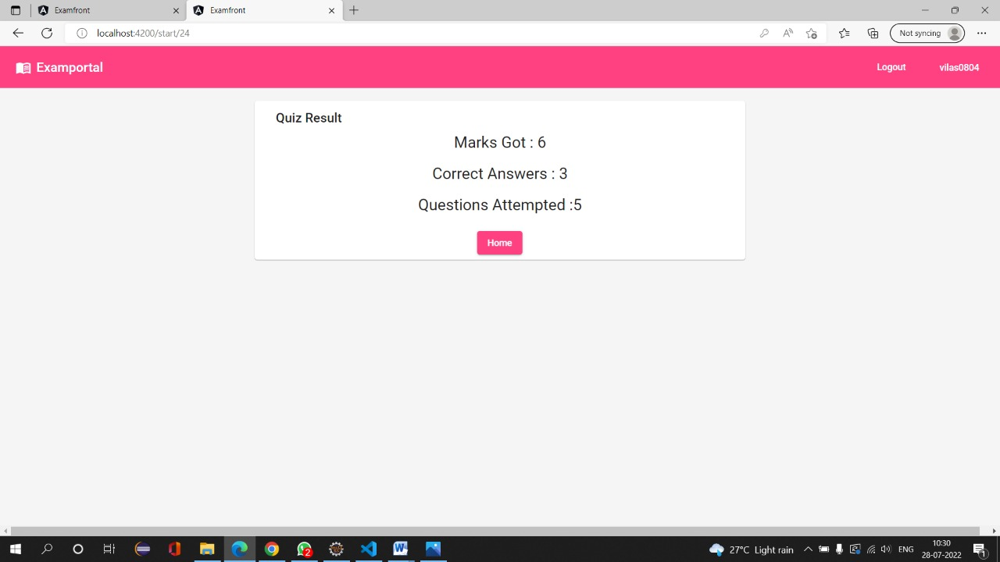 Examfront
Examfront
localhost:4200/start/24
Not syncing
Examportal
Logout
vilas0804
Quiz Result
Marks Got : 6
Correct Answers : 3
Questions Attempted :5
Home
2
27°C Light rain
ENG
10:30
28-07-2022
1